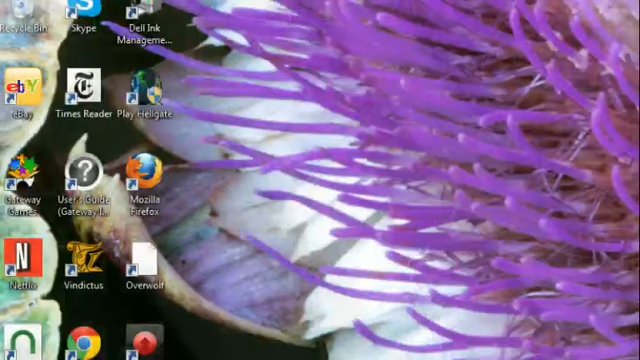 Recycle Bin
Skype
Dell Ink
Manageme...
eBay
Times Reader
Play Hellgate
Gateway
Games
User's Guide
(Gateway I...
Mozilla
Firefox
Netflix
Vindictus
Overwolf